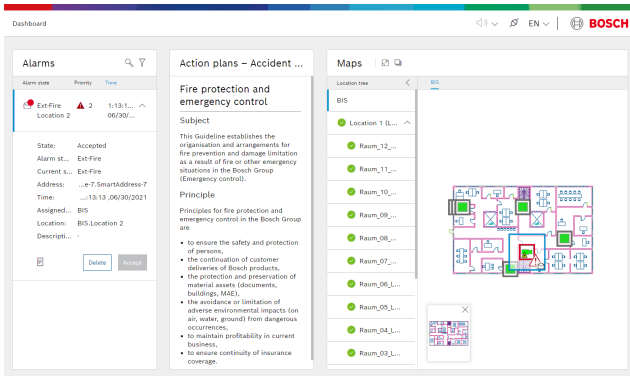 Dashboard
EN
BOSCH
Alarms
Alarm state Priority Time
Ext-Fire 2 1:13:1...
Location 2 06/30/...
State: Accepted
Alarm st... Ext-Fire
Current s... Ext-Fire
Address: ...e-7.SmartAddress-7
Time: ...:13:13 ,06/30/2021
Assigned... BIS
Location: BIS.Location 2
Descripti... -
Delete Accept
Action plans – Accident ...
Fire protection and
emergency control
Subject
This Guideline establishes the
origanisation and arrangements for
fire prevention and damage limitation
as a result of fire or other emergency
situations in the Bosch Group
(Emergency control).
Principle
Principles for fire protection and
emergency control in the Bosch Group
are
• to ensure the safety and protection
of persons,
• the continuation of customer
deliveries of Bosch products,
• the protection and preservation of
material assets (documents,
buildings, MAE),
• the avoidance or limitation of
adverse environmental impacts (on
air, water, ground) from dangerous
occurrences,
• to maintain profitability in current
business,
• to ensure continuity of insurance
coverage.
Maps
Location tree
BIS
BIS
Location 1 (L...
Raum_12_...
Raum_11_...
Raum_10_...
Raum_09_...
Raum_08_...
Raum_07_...
Raum_06_L...
Raum_05_L...
Raum_04_L...
Raum_03_L...